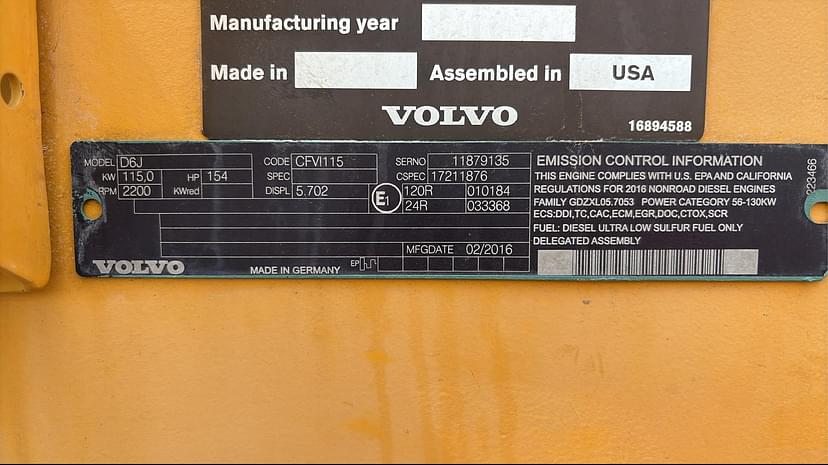 Manufacturing year
Made in Assembled in USA
VOLVO
16894588
MODEL D6J CODE CFVI115 SERNO 11879135
KW 115,0 HP 154 SPEC CSPEC 17211876
RPM 2200 KWred DISPL 5.702 E1 120R 010184
24R 033368
MFGDATE 02/2016
VOLVO MADE IN GERMANY EP
EMISSION CONTROL INFORMATION
THIS ENGINE COMPLIES WITH U.S. EPA AND CALIFORNIA
REGULATIONS FOR 2016 NONROAD DIESEL ENGINES
FAMILY GDZXL05.7053 POWER CATEGORY 56-130KW
ECS:DDI,TC,CAC,ECM,EGR,DOC,CTOX,SCR
FUEL: DIESEL ULTRA LOW SULFUR FUEL ONLY
DELEGATED ASSEMBLY
223466